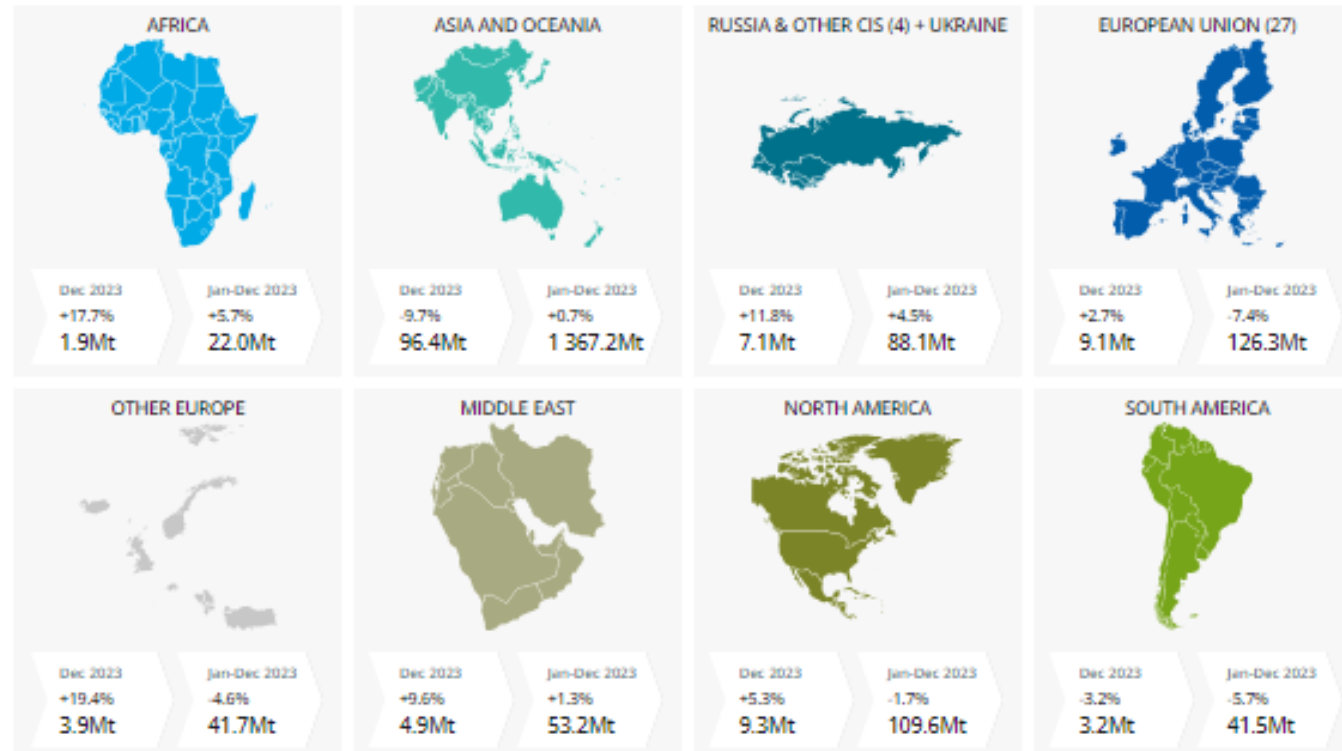 AFRICA
Dec 2023
+17.7%
1.9Mt
Jan-Dec 2023
+5.7%
22.0Mt
ASIA AND OCEANIA
Dec 2023
-9.7%
96.4Mt
Jan-Dec 2023
+0.7%
1 367.2Mt
RUSSIA & OTHER CIS (4) + UKRAINE
Dec 2023
+11.8%
7.1Mt
Jan-Dec 2023
+4.5%
88.1Mt
EUROPEAN UNION (27)
Dec 2023
+2.7%
9.1Mt
Jan-Dec 2023
-7.4%
126.3Mt
OTHER EUROPE
Dec 2023
+19.4%
3.9Mt
Jan-Dec 2023
-4.6%
41.7Mt
MIDDLE EAST
Dec 2023
+9.6%
4.9Mt
Jan-Dec 2023
+1.3%
53.2Mt
NORTH AMERICA
Dec 2023
+5.3%
9.3Mt
Jan-Dec 2023
-1.7%
109.6Mt
SOUTH AMERICA
Dec 2023
-3.2%
3.2Mt
Jan-Dec 2023
-5.7%
41.5Mt